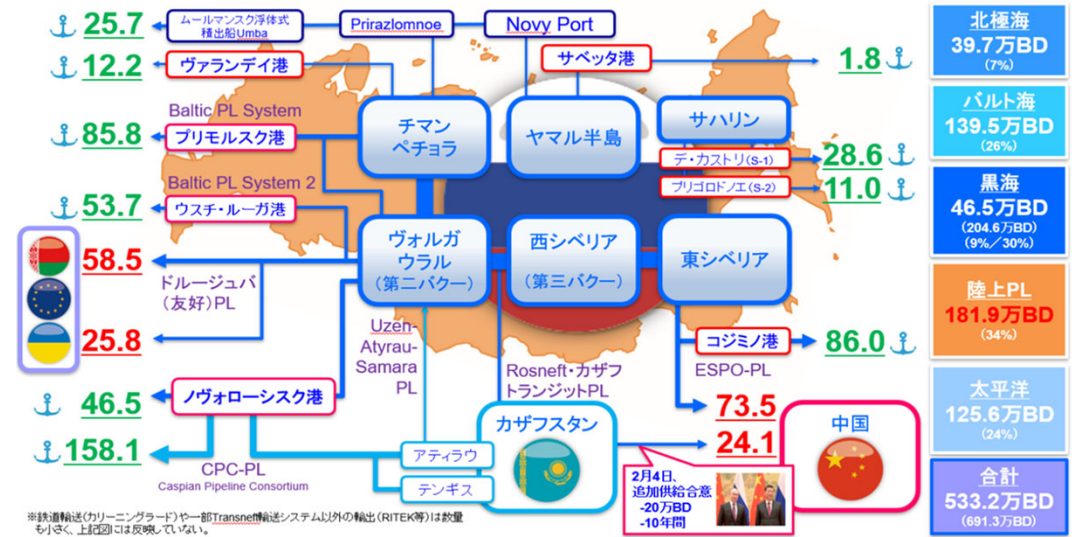 25.7
ムールマンスク浮体式
積出船Umba
Prirazlomnoe
Novy Port
12.2
ヴァランデイ港
サベッタ港
1.8
Baltic PL System
85.8
プリモルスク港
チマン
ペチョラ
ヤマル半島
サハリン
デ・カストリ(S-1)
28.6
プリゴロドノエ(S-2)
11.0
Baltic PL System 2
53.7
ウスチ・ルーガ港
58.5
ドルージュバ
(友好)PL
25.8
ヴォルガ
ウラル
(第二バクー)
西シベリア
(第三バクー)
東シベリア
Uzen-
Atyrau-
Samara
PL
Rosneft・カザフ
トランジットPL
コジミノ港
86.0
ESPO-PL
46.5
ノヴォローシスク港
73.5
24.1
158.1
CPC-PL
Caspian Pipeline Consortium
カザフスタン
アティラウ
テンギス
中国
2月4日、
追加供給合意
-20万BD
-10年間
北極海
39.7万BD
(7%)
バルト海
139.5万BD
(26%)
黒海
46.5万BD
(204.6万BD)
(9%/30%)
陸上PL
181.9万BD
(34%)
太平洋
125.6万BD
(24%)
合計
533.2万BD
(691.3万BD)
※鉄道輸送(カリーニングラード)や一部Transneft輸送システム以外の輸出(RITEK等)は数量
も小さく、上記図には反映していない。